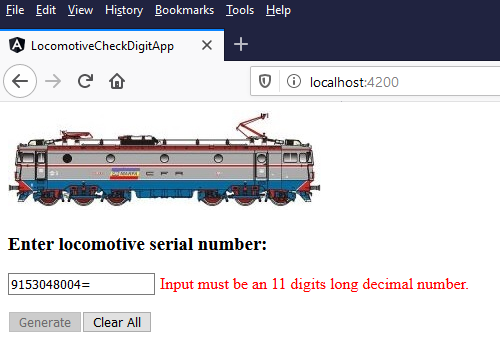 File Edit View History Bookmarks Tools Help
LocomotiveCheckDigitApp
localhost:4200
C F R
Enter locomotive serial number:
9153048004= Input must be an 11 digits long decimal number.
Generate Clear All